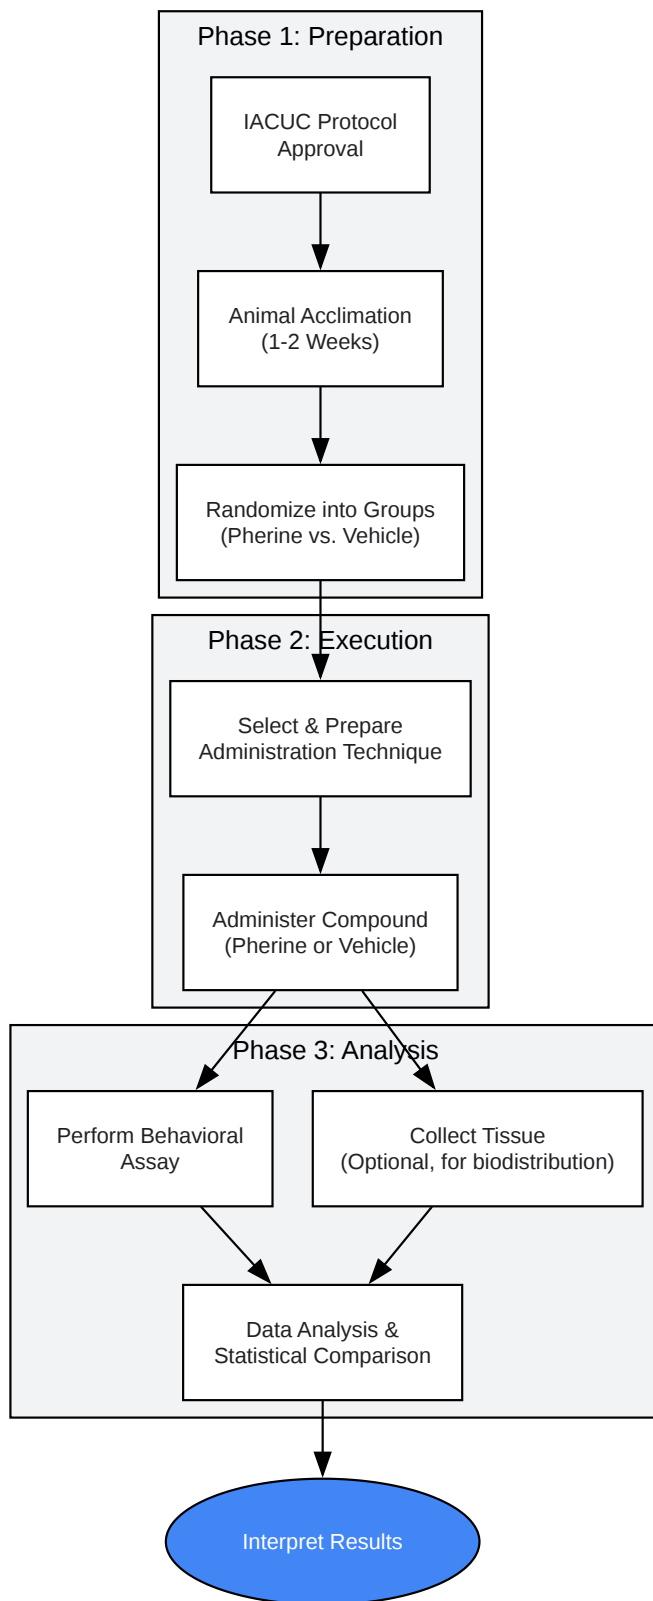 Phase 1: Preparation
IACUC Protocol
Approval
Animal Acclimation
(1-2 Weeks)
Randomize into Groups
(Pherine vs. Vehicle)
Phase 2: Execution
Select & Prepare
Administration Technique
Administer Compound
(Pherine or Vehicle)
Phase 3: Analysis
Perform Behavioral
Assay
Collect Tissue
(Optional, for biodistribution)
Data Analysis &
Statistical Comparison
Interpret Results